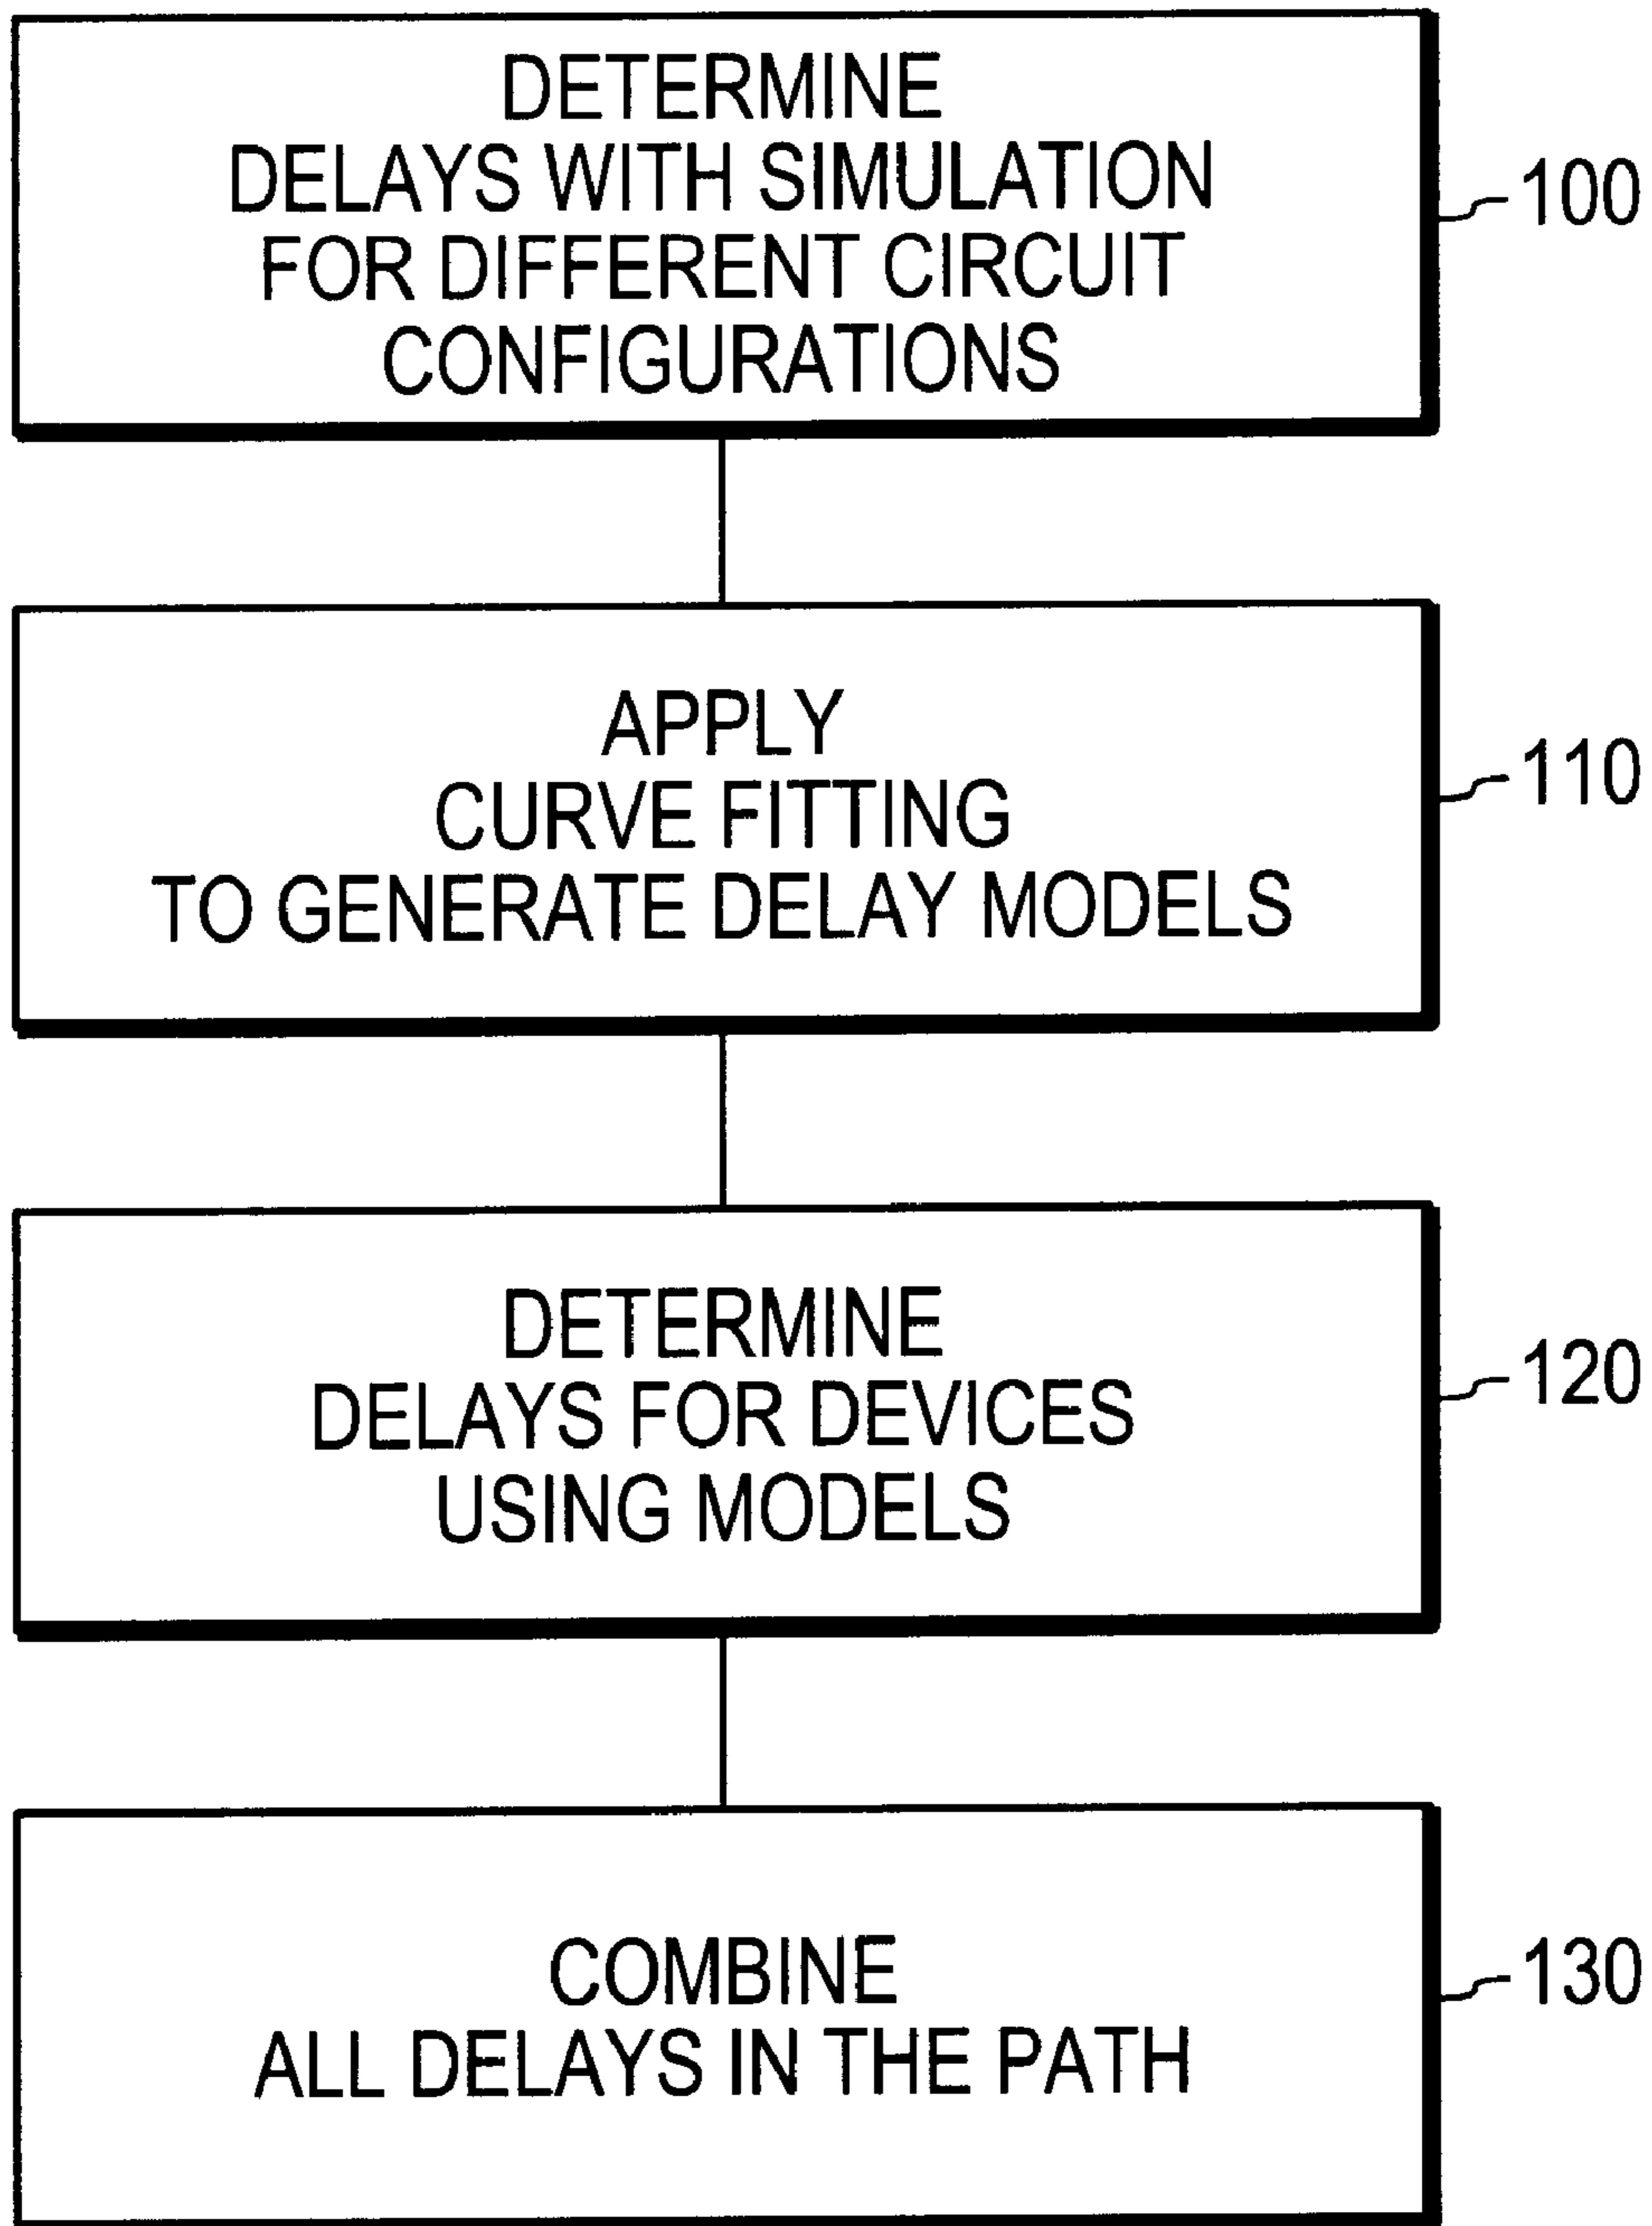 DETERMINE
DELAYS WITH SIMULATION
FOR DIFFERENT CIRCUIT
CONFIGURATIONS
100
APPLY
CURVE FITTING
TO GENERATE DELAY MODELS
110
DETERMINE
DELAYS FOR DEVICES
USING MODELS
120
COMBINE
ALL DELAYS IN THE PATH
130